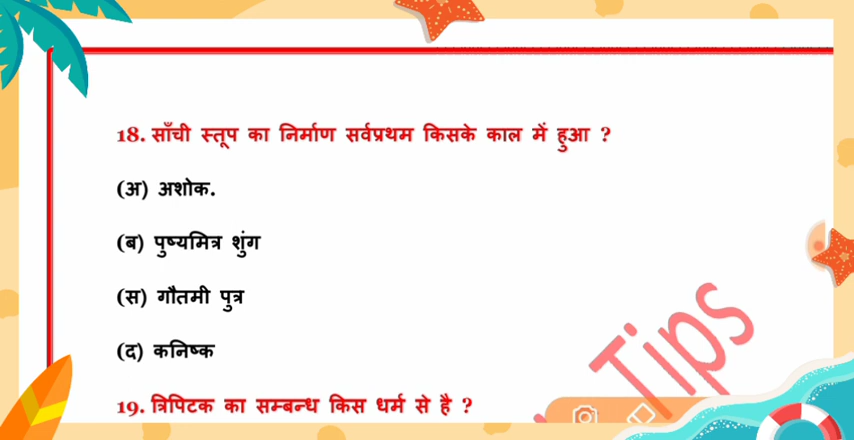 18. साँची स्तूप का निर्माण सर्वप्रथम किसके काल में हुआ ?
(अ) अशोक.
(ब) पुष्यमित्र शुंग
(स) गौतमी पुत्र
(द) कनिष्क
Tips
19. त्रिपिटक का सम्बन्ध किस धर्म से है ?